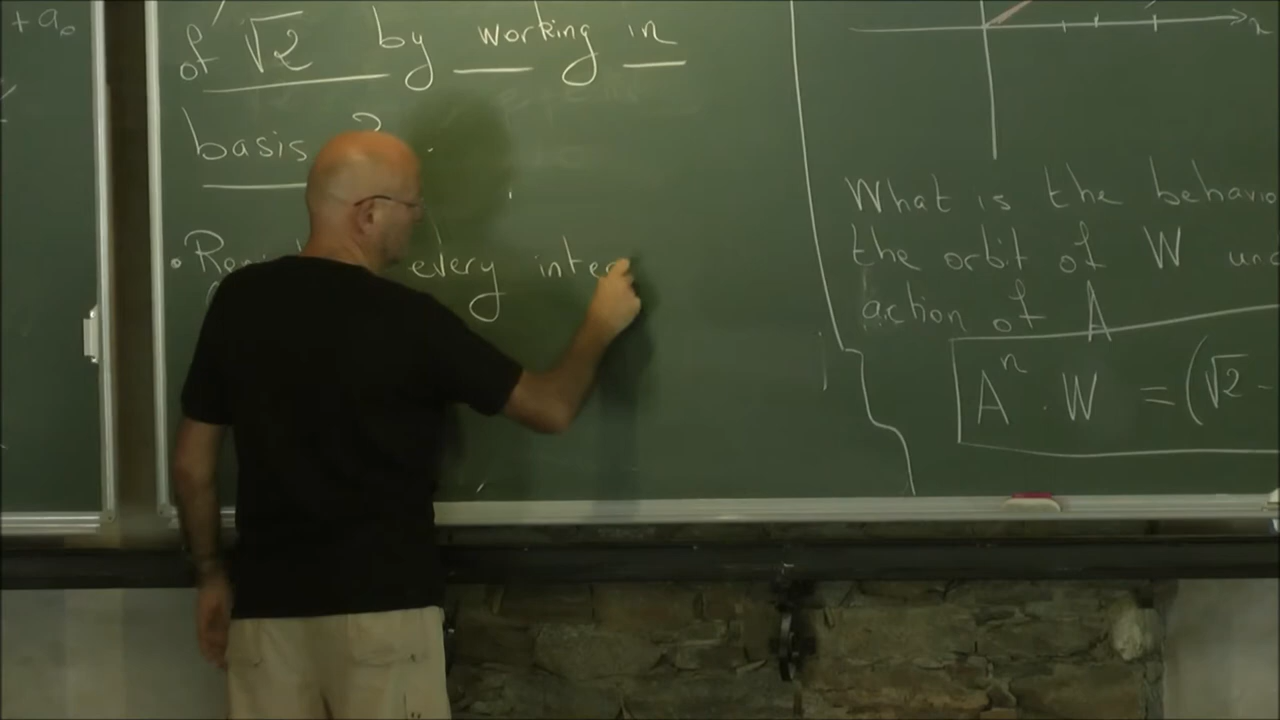 + a₀
of √2 by working in
basis ?
• every inte
x
What is the behavio
the orbit of W und
action of A
Aⁿ W = (√2 -